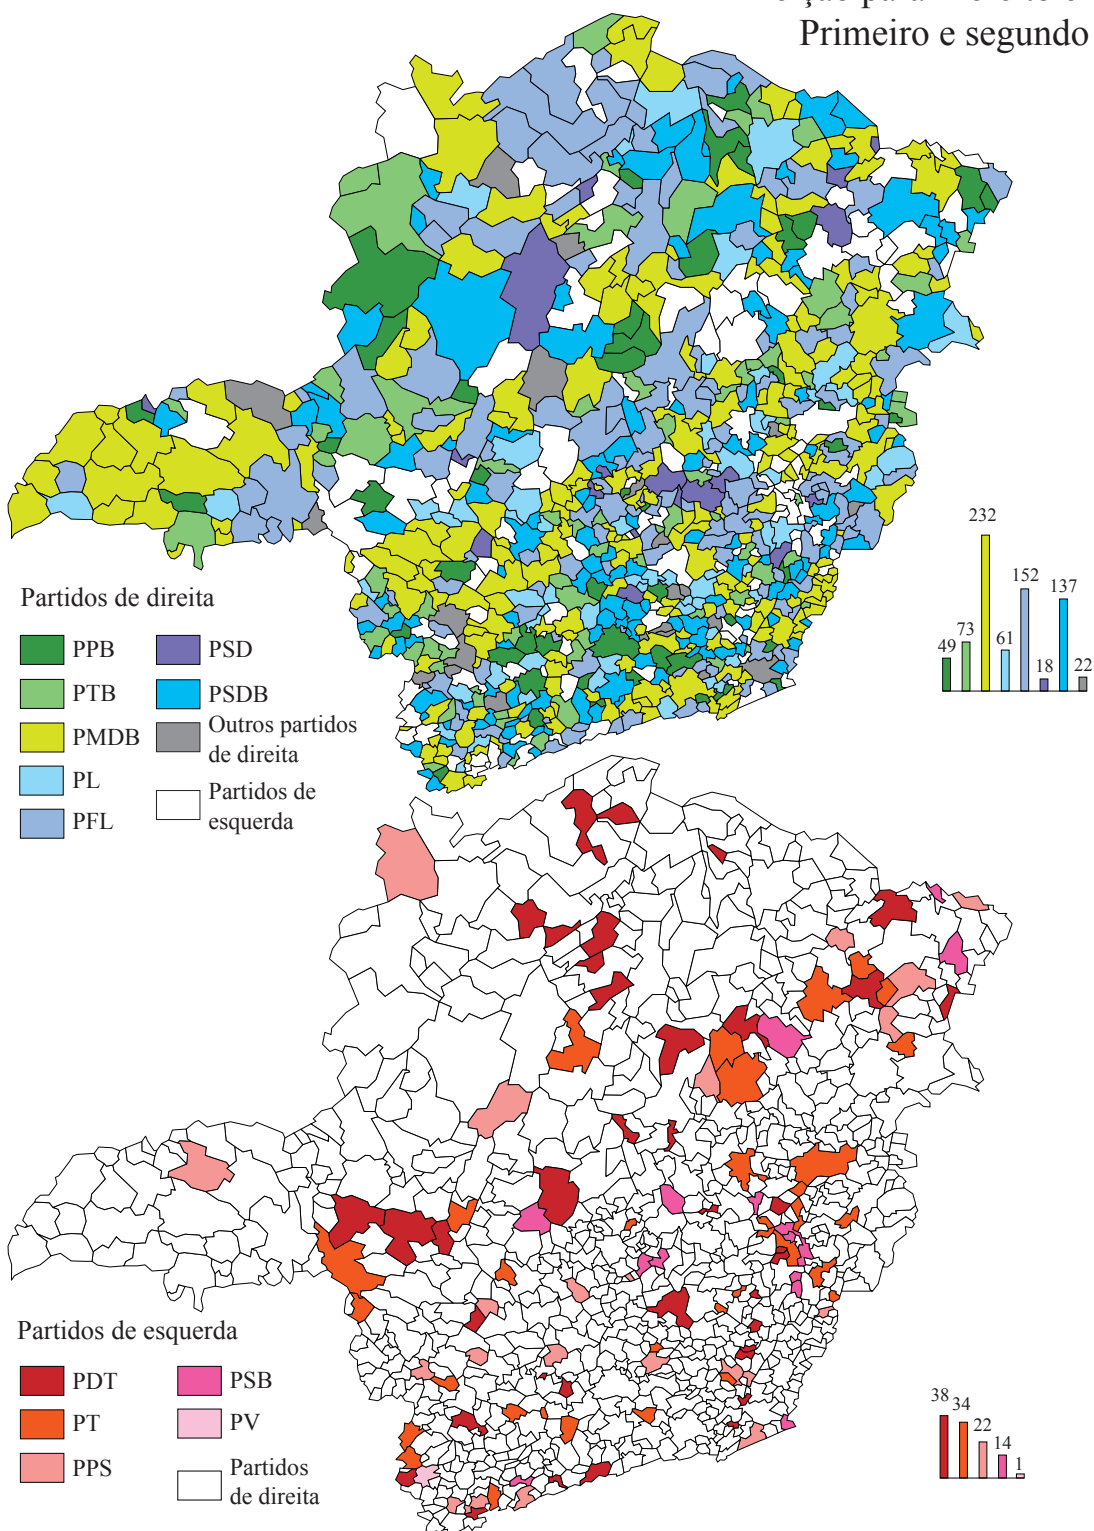 Primeiro e segundo
232
152
137
73
61
49
18
22
Partidos de direita
PPB
PSD
PTB
PSDB
PMDB
Outros partidos
de direita
PL
PFL
Partidos de
esquerda
Partidos de esquerda
PDT
PSB
PT
PV
PPS
Partidos
de direita
38
34
22
14
1